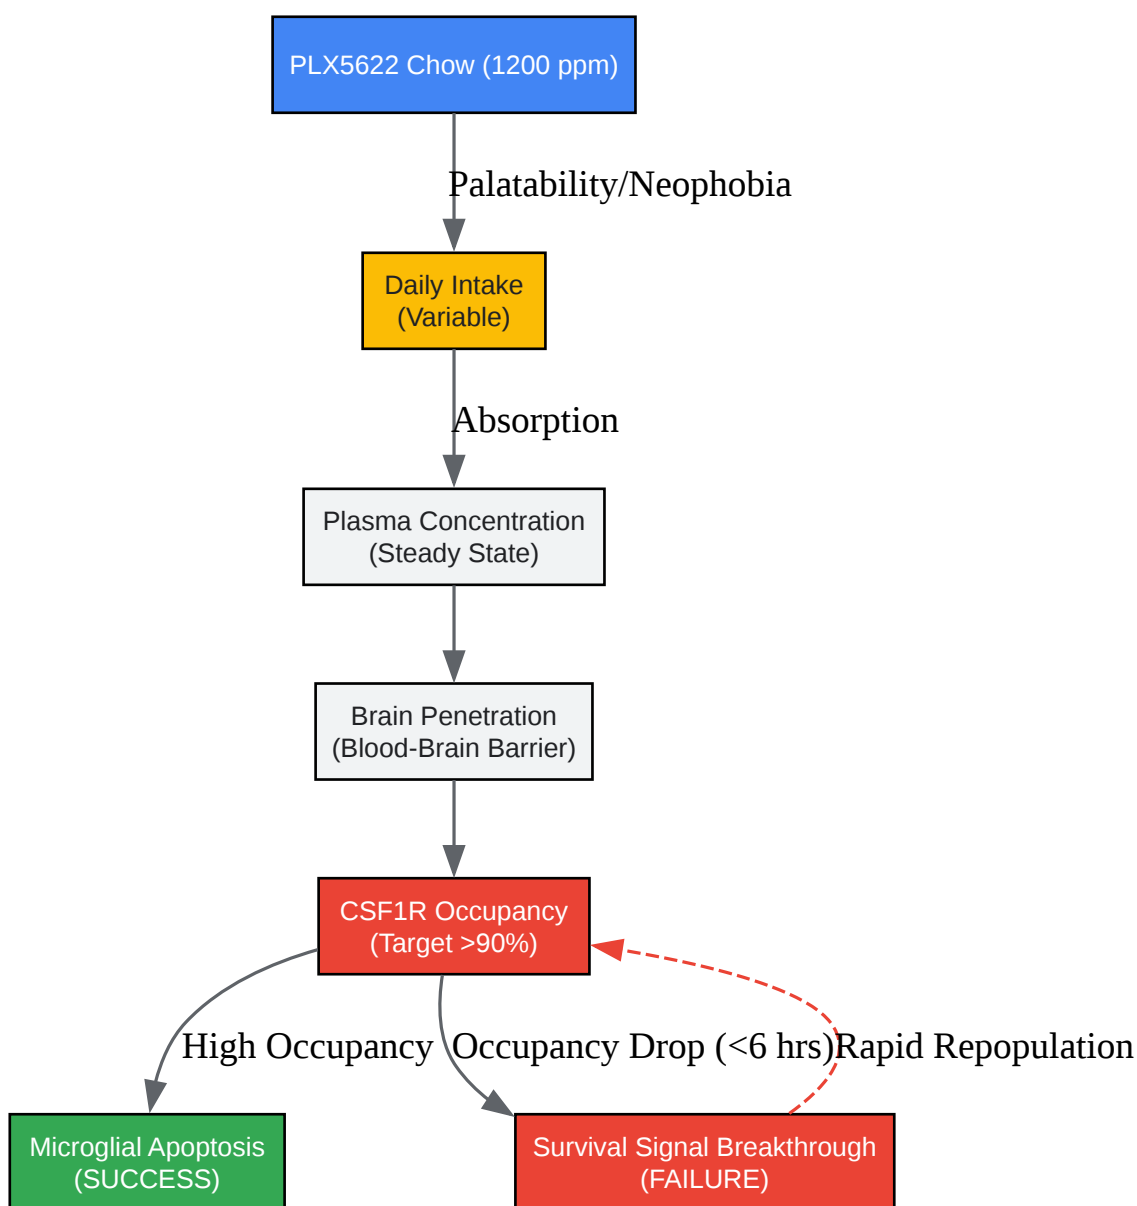 PLX5622 Chow (1200 ppm)
Palatability/Neophobia
Daily Intake
(Variable)
Absorption
Plasma Concentration
(Steady State)
Brain Penetration
(Blood-Brain Barrier)
CSF1R Occupancy
(Target >90%)
High Occupancy
Occupancy Drop (<6 hrs)
Rapid Repopulation
Microglial Apoptosis
(SUCCESS)
Survival Signal Breakthrough
(FAILURE)